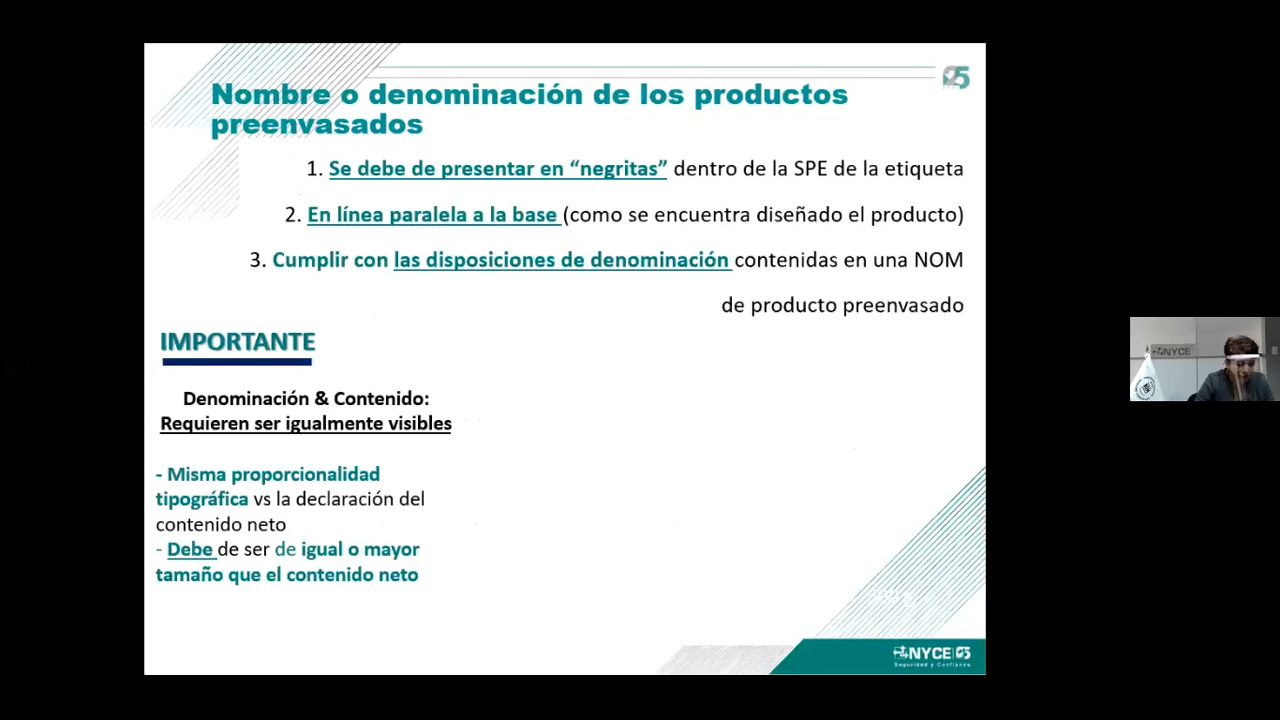 Nombre o denominación de los productos
preenvasados
1. Se debe de presentar en “negritas” dentro de la SPE de la etiqueta
2. En línea paralela a la base (como se encuentra diseñado el producto)
3. Cumplir con las disposiciones de denominación contenidas en una NOM
de producto preenvasado
IMPORTANTE
Denominación & Contenido:
Requieren ser igualmente visibles
- Misma proporcionalidad
tipográfica vs la declaración del
contenido neto
- Debe de ser de igual o mayor
tamaño que el contenido neto
NYCE
NYCE
Seguridad y Confianza